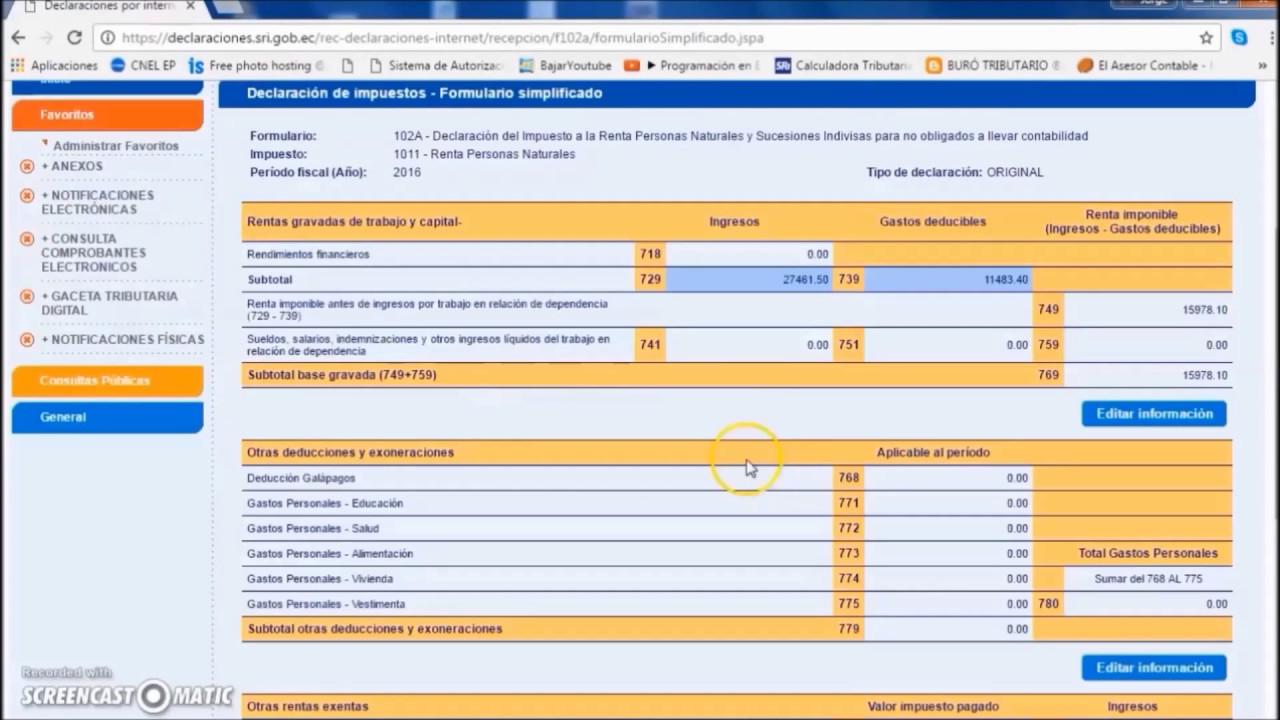 Declaraciones por intern
Jorge
https://declaraciones.sri.gob.ec/rec-declaraciones-internet/recepcion/f102a/formularioSimplificado.jspa
Aplicaciones CNEL EP Free photo hosting Sistema de Autorizac BajarYoutube Programación en Calculadora Tributari BURÓ TRIBUTARIO El Asesor Contable -
Favoritos
Administrar Favoritos
+ ANEXOS
+ NOTIFICACIONES
ELECTRÓNICAS
+ CONSULTA
COMPROBANTES
ELECTRONICOS
+ GACETA TRIBUTARIA
DIGITAL
+ NOTIFICACIONES FÍSICAS
Consultas Públicas
General
Declaración de impuestos - Formulario simplificado
Formulario: 102A - Declaración del Impuesto a la Renta Personas Naturales y Sucesiones Indivisas para no obligados a llevar contabilidad
Impuesto: 1011 - Renta Personas Naturales
Período fiscal (Año): 2016 Tipo de declaración: ORIGINAL
Rentas gravadas de trabajo y capital- Ingresos Gastos deducibles Renta imponible
(Ingresos - Gastos deducibles)
Rendimientos financieros 718 0.00
Subtotal 729 27461.50 739 11483.40
Renta imponible antes de ingresos por trabajo en relación de dependencia
(729 - 739) 749 15978.10
Sueldos, salarios, indemnizaciones y otros ingresos líquidos del trabajo en
relación de dependencia 741 0.00 751 0.00 759 0.00
Subtotal base gravada (749+759) 769 15978.10
Editar información
Otras deducciones y exoneraciones Aplicable al período
Deducción Galápagos 768 0.00
Gastos Personales - Educación 771 0.00
Gastos Personales - Salud 772 0.00
Gastos Personales - Alimentación 773 0.00 Total Gastos Personales
Gastos Personales - Vivienda 774 0.00 Sumar del 768 AL 775
Gastos Personales - Vestimenta 775 0.00 780 0.00
Subtotal otras deducciones y exoneraciones 779 0.00
Editar información
Otras rentas exentas Valor impuesto pagado Ingresos
Recorded with
SCREENCAST MATIC